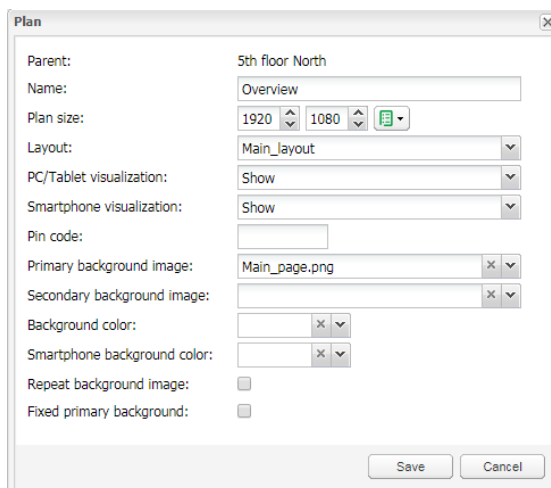 Plan
Parent: 5th floor North
Name: Overview
Plan size: 1920 1080
Layout: Main_layout
PC/Tablet visualization: Show
Smartphone visualization: Show
Pin code:
Primary background image: Main_page.png
Secondary background image:
Background color:
Smartphone background color:
Repeat background image:
Fixed primary background:
Save Cancel